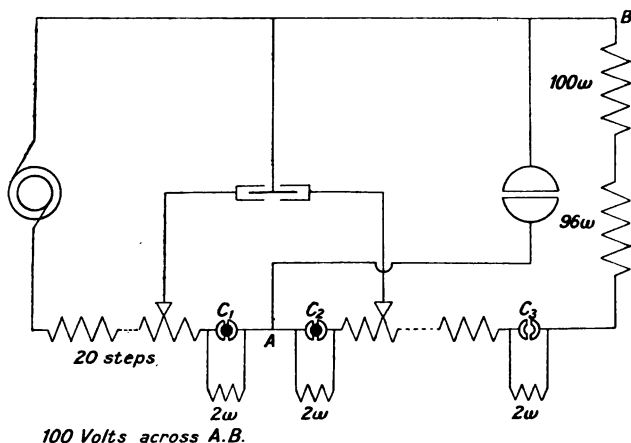 B
100ω
96ω
C₁
A
C₂
C₃
20 steps
2ω
2ω
2ω
100 Volts across A.B.